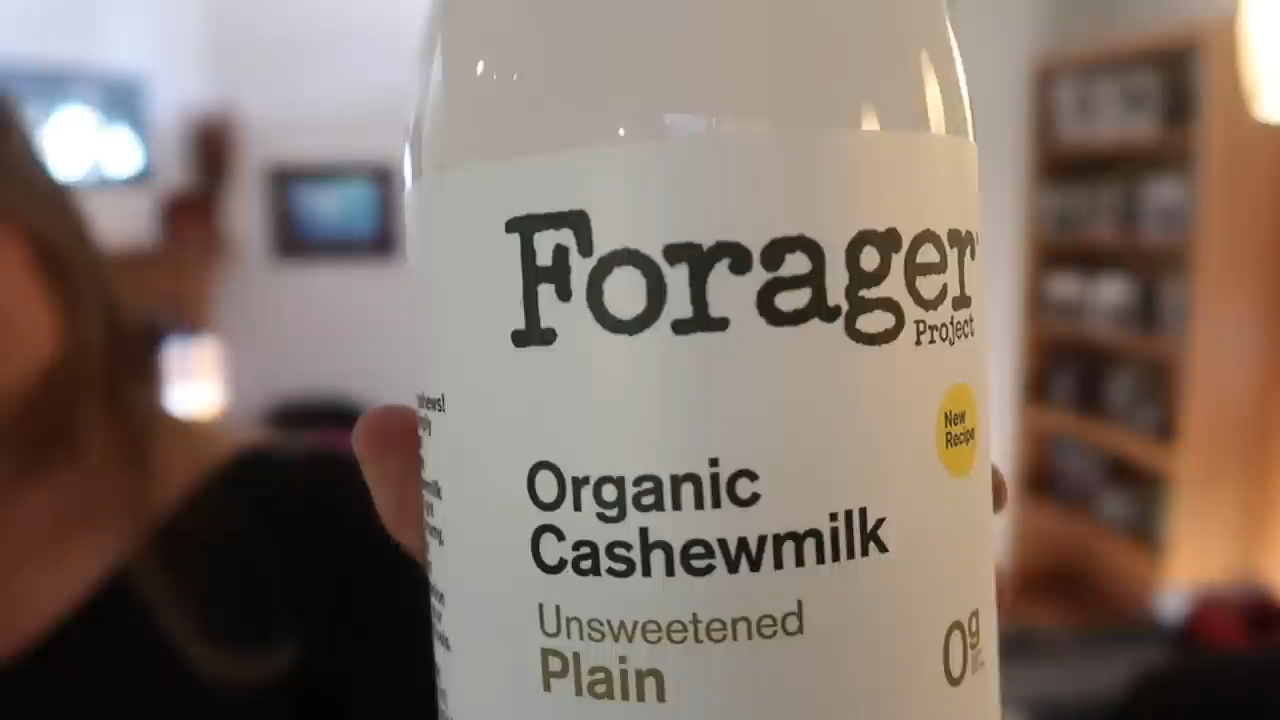 Forager
Project
New
Recipe
Organic
Cashewmilk
Unsweetened
Plain
0g